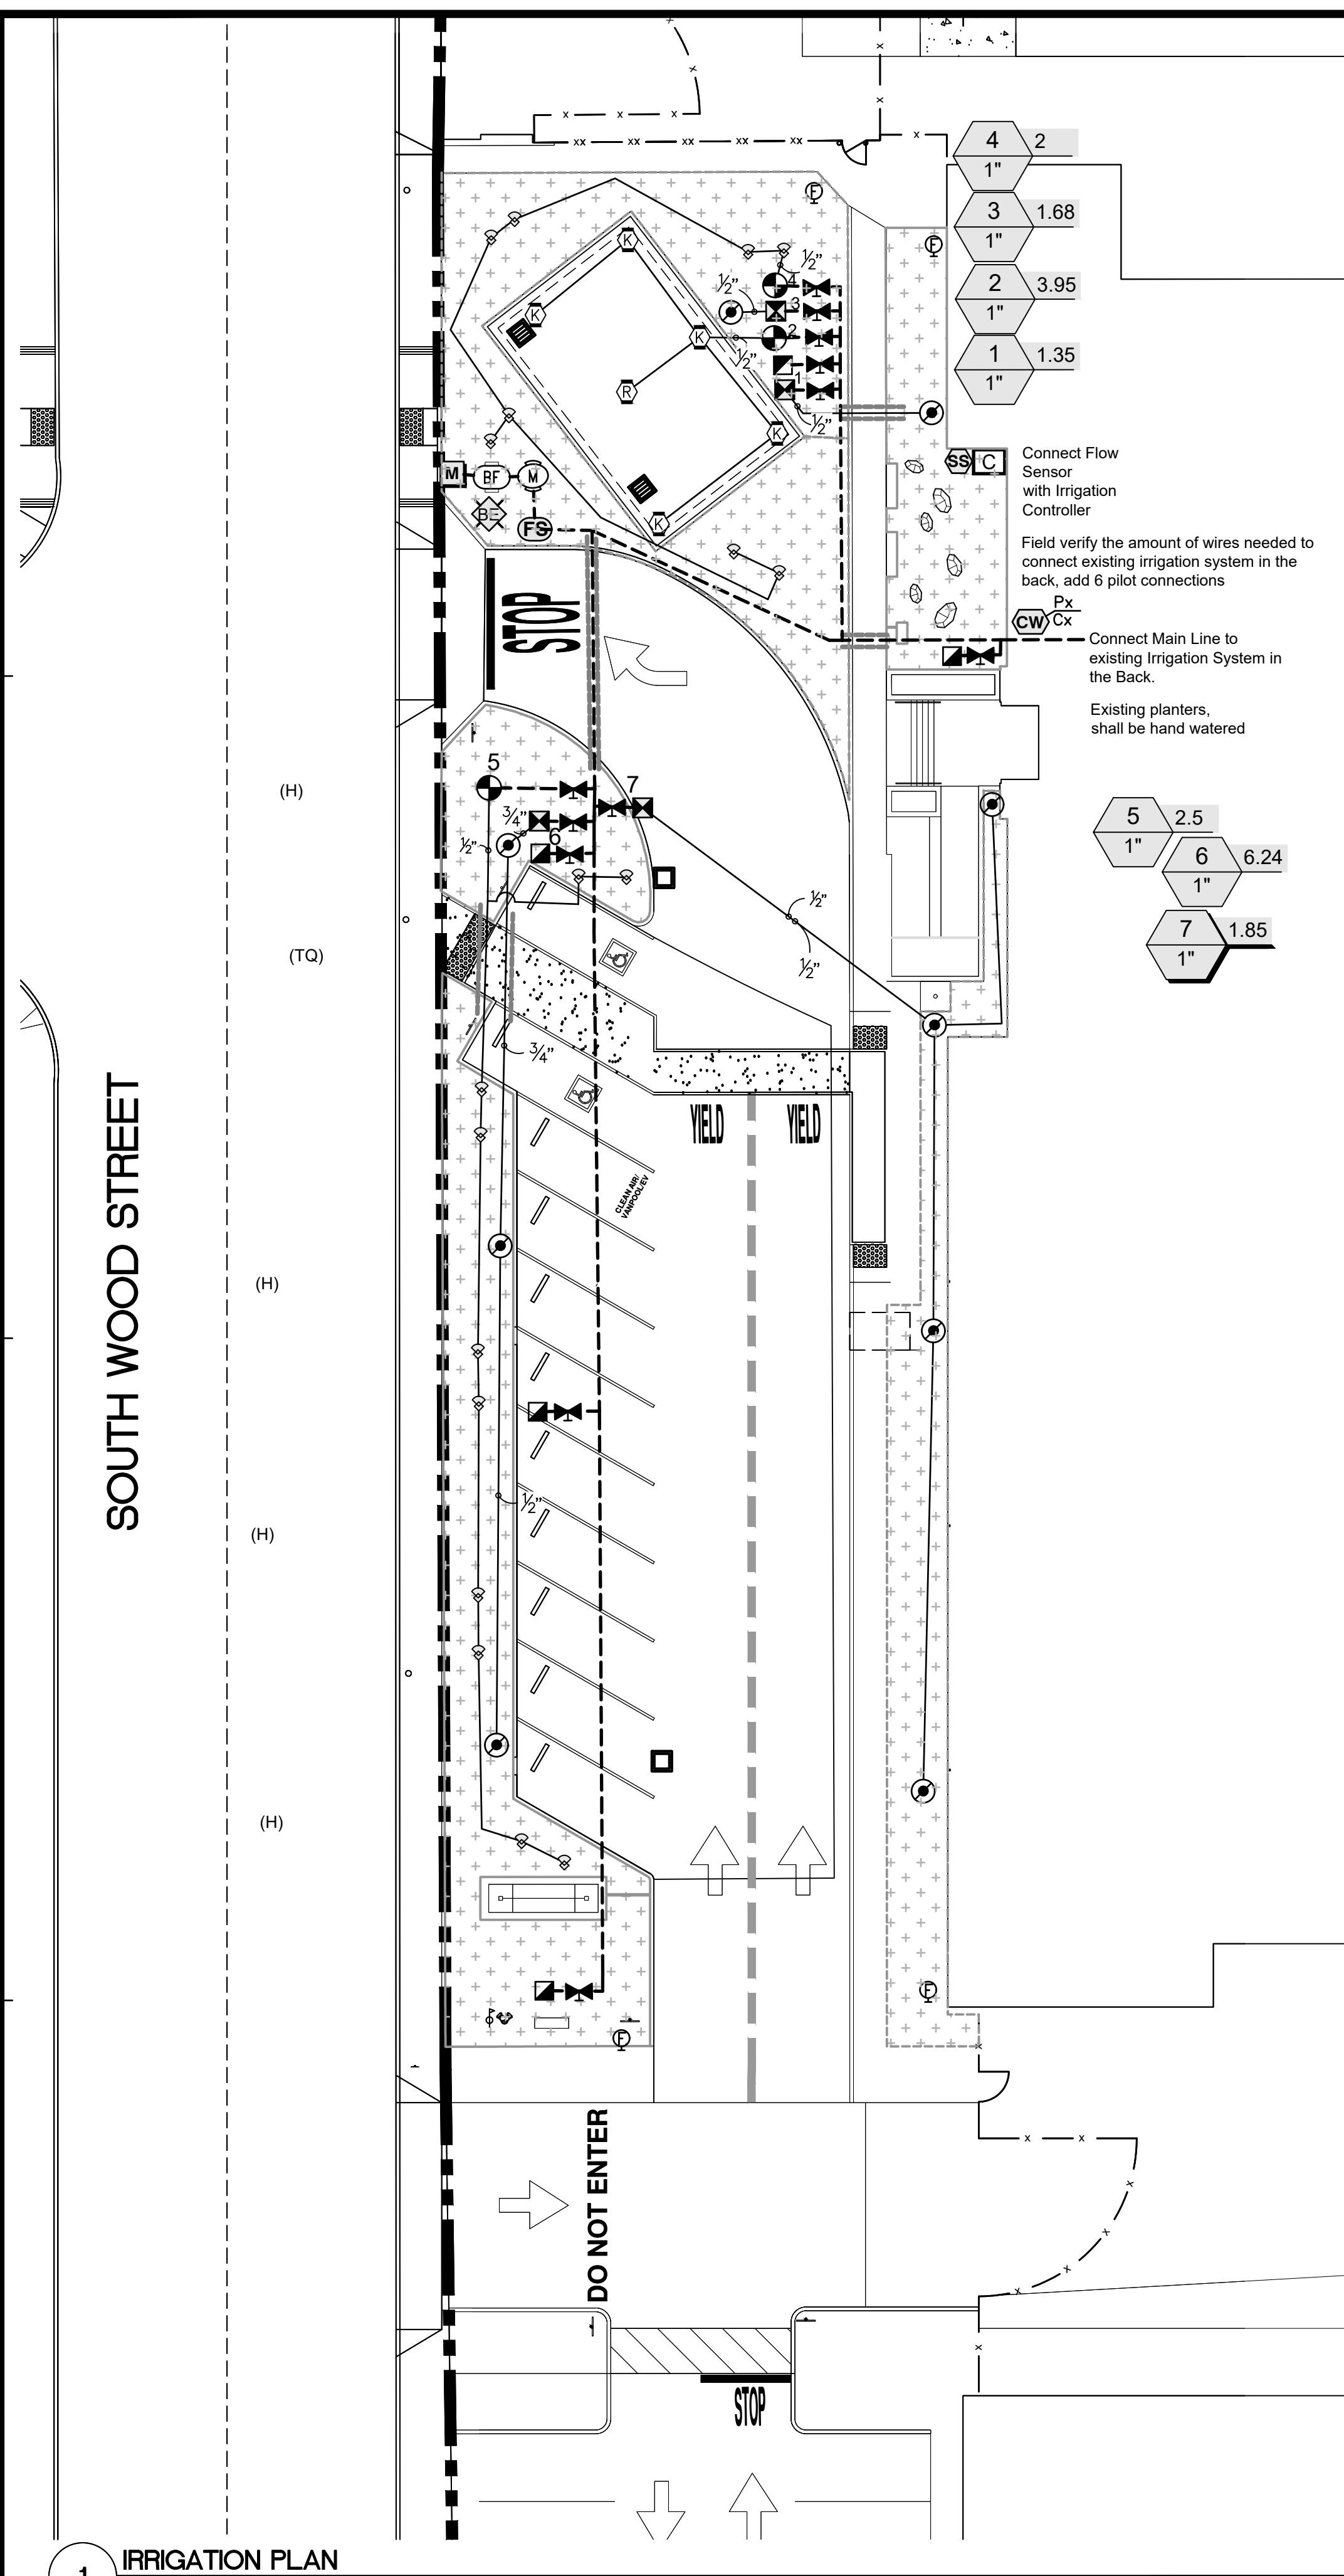 F
F
4 2
1"
3 1.68
1"
2 3.95
1"
1 1.35
1"
K
K
K
R
K
K
½"
½"
4
3
2
½"
1
½"
M
BF
M
BE
FS
SS C
Connect Flow
Sensor
with Irrigation
Controller
Field verify the amount of wires needed to
connect existing irrigation system in the
back, add 6 pilot connections
CW Px
Cx
Connect Main Line to
existing Irrigation System in
the Back.
Existing planters,
shall be hand watered
STOP
5
7
¾"
6
½"
5 2.5
1"
6 6.24
1"
7 1.85
1"
(H)
(TQ)
½"
½"
¾"
YIELD YIELD
CLEAN AIR/
VANPOOL/EV
SOUTH WOOD STREET
(H)
½"
(H)
(H)
F
F
DO NOT ENTER
STOP
1 IRRIGATION PLAN